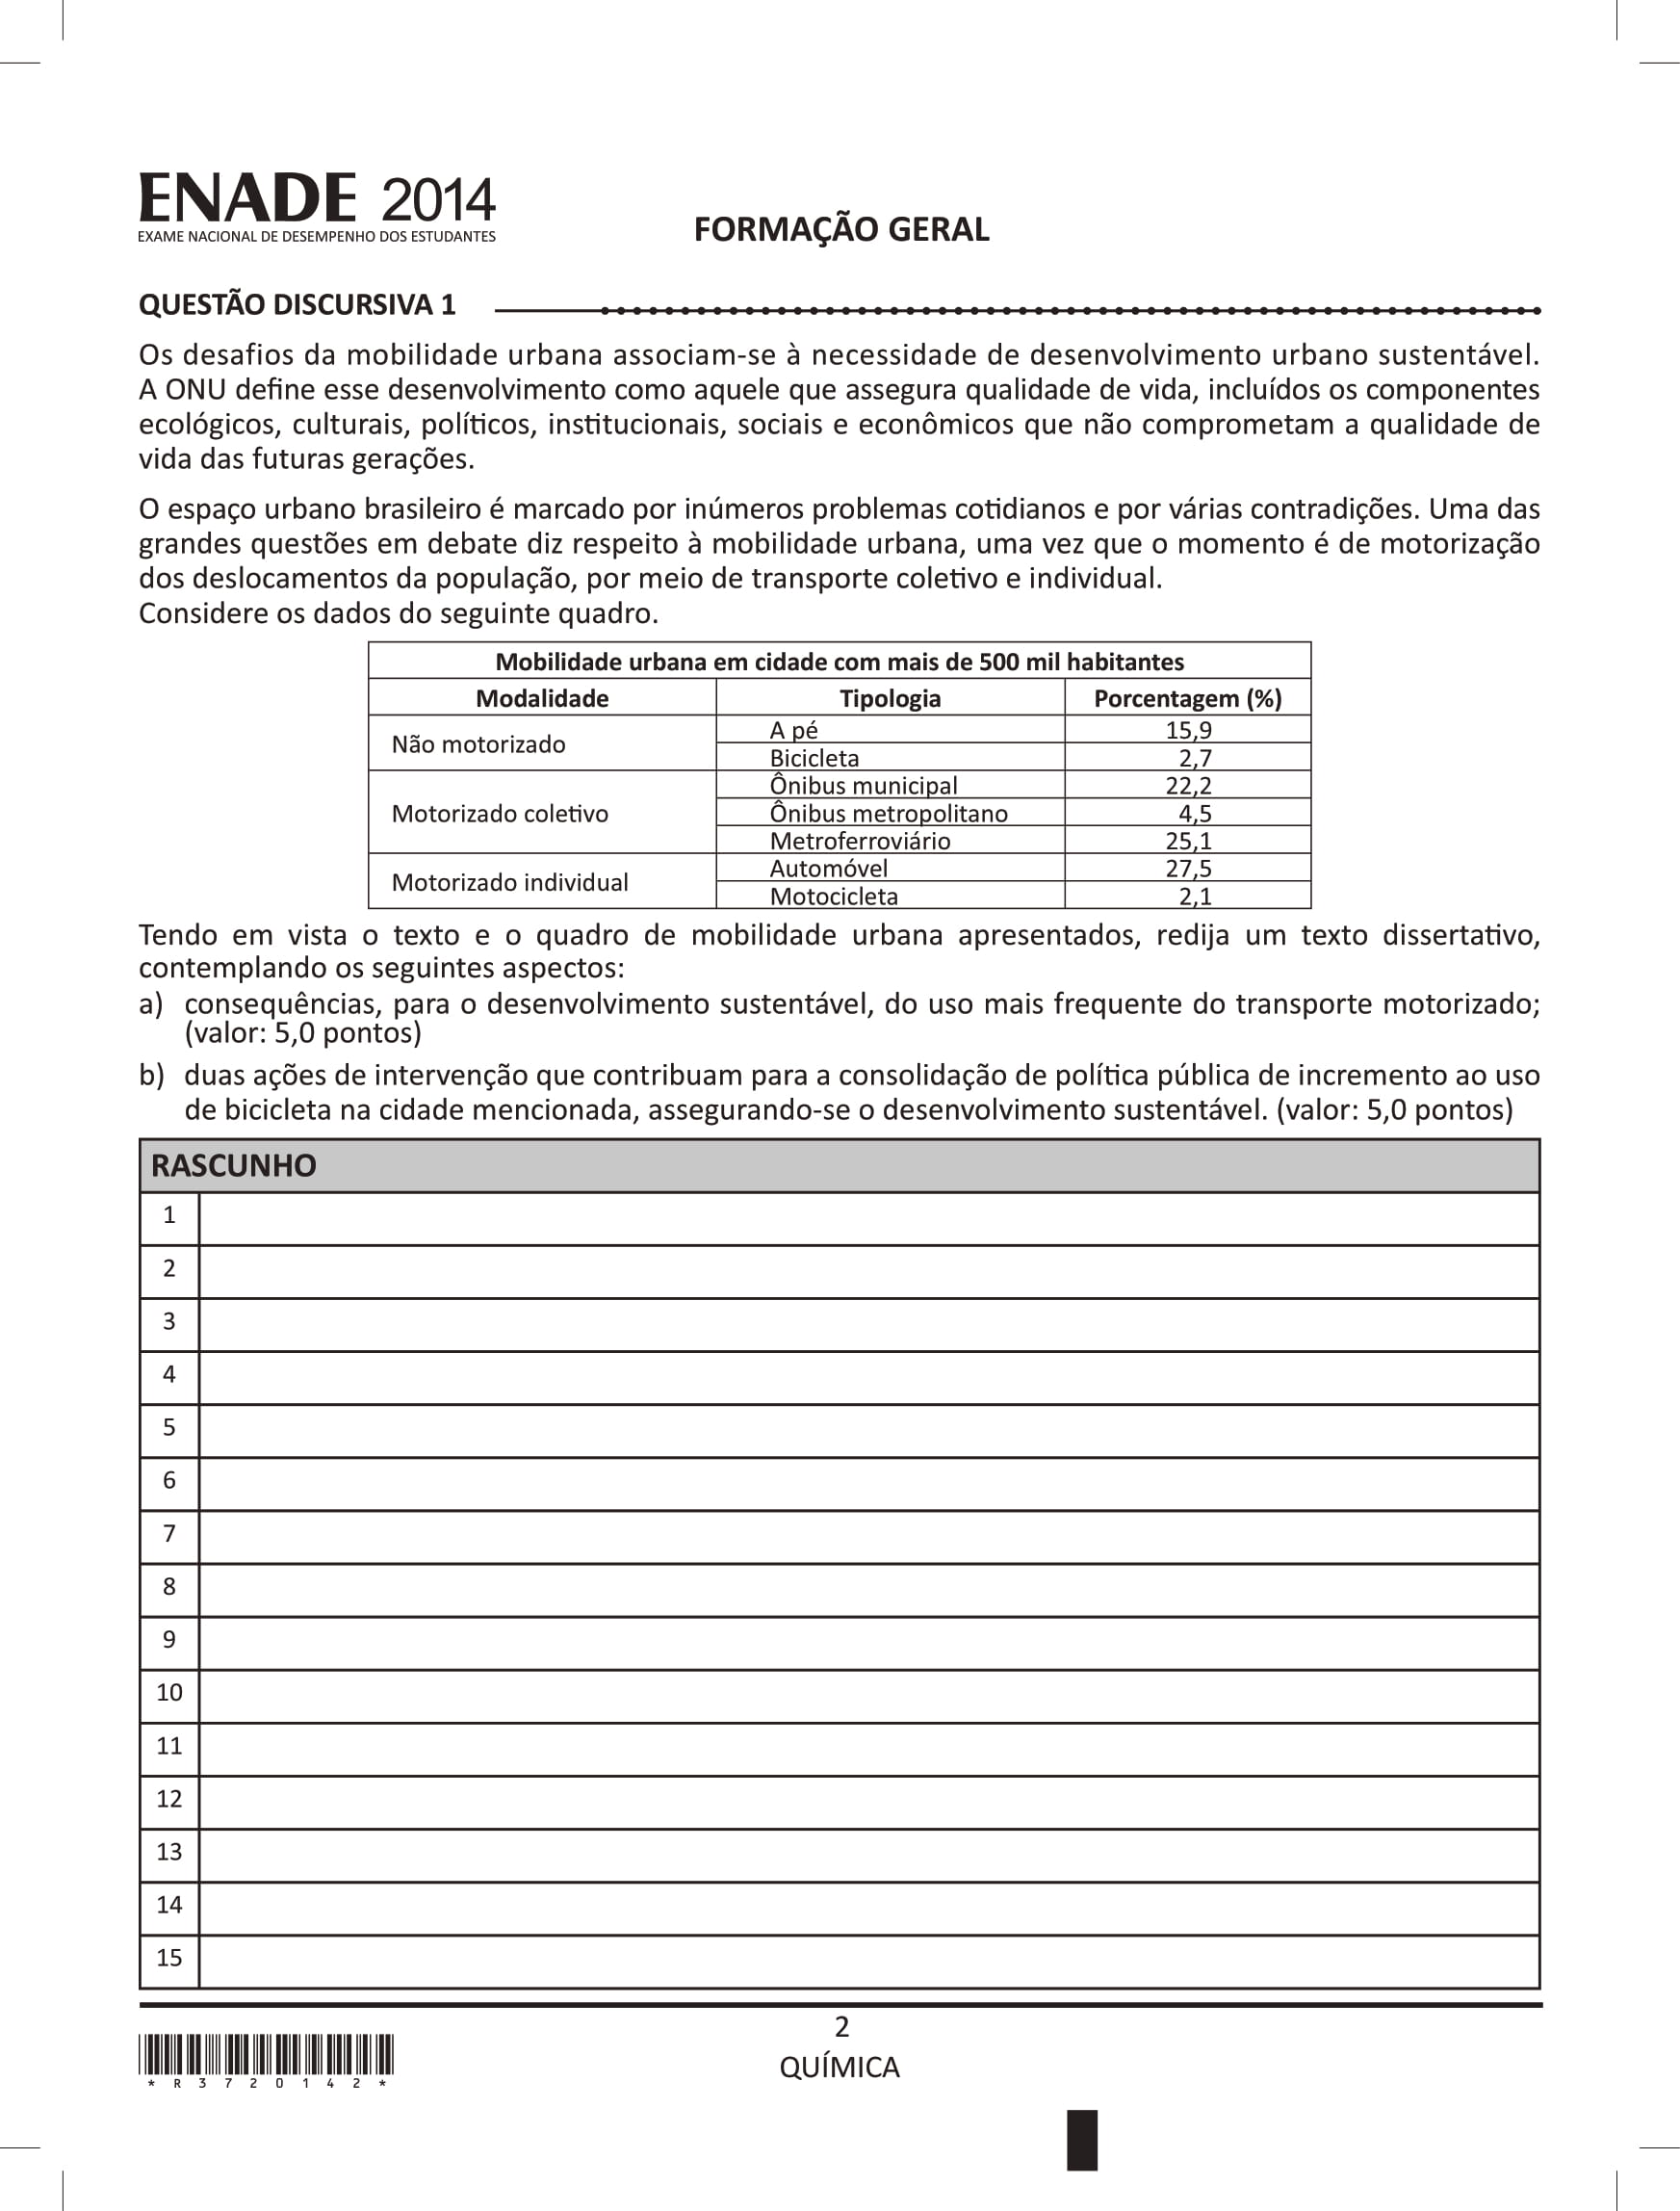 ENADE 2014
EXAME NACIONAL DE DESEMPENHO DOS ESTUDANTES
FORMAÇÃO GERAL
QUESTÃO DISCURSIVA 1
Os desafios da mobilidade urbana associam-se à necessidade de desenvolvimento urbano sustentável.
A ONU define esse desenvolvimento como aquele que assegura qualidade de vida, incluídos os componentes
ecológicos, culturais, políticos, institucionais, sociais e econômicos que não comprometam a qualidade de
vida das futuras gerações.
O espaço urbano brasileiro é marcado por inúmeros problemas cotidianos e por várias contradições. Uma das
grandes questões em debate diz respeito à mobilidade urbana, uma vez que o momento é de motorização
dos deslocamentos da população, por meio de transporte coletivo e individual.
Considere os dados do seguinte quadro.
Mobilidade urbana em cidade com mais de 500 mil habitantes
Modalidade Tipologia Porcentagem (%)
Não motorizado
A pé 15,9
Bicicleta 2,7
Motorizado coletivo
Ônibus municipal 22,2
Ônibus metropolitano 4,5
Metroferroviário 25,1
Motorizado individual
Automóvel 27,5
Motocicleta 2,1
Tendo em vista o texto e o quadro de mobilidade urbana apresentados, redija um texto dissertativo,
contemplando os seguintes aspectos:
a) consequências, para o desenvolvimento sustentável, do uso mais frequente do transporte motorizado;
(valor: 5,0 pontos)
b) duas ações de intervenção que contribuam para a consolidação de política pública de incremento ao uso
de bicicleta na cidade mencionada, assegurando-se o desenvolvimento sustentável. (valor: 5,0 pontos)
RASCUNHO
1
2
3
4
5
6
7
8
9
10
11
12
13
14
15
2
QUÍMICA
* R 3 7 2 0 1 4 2 *